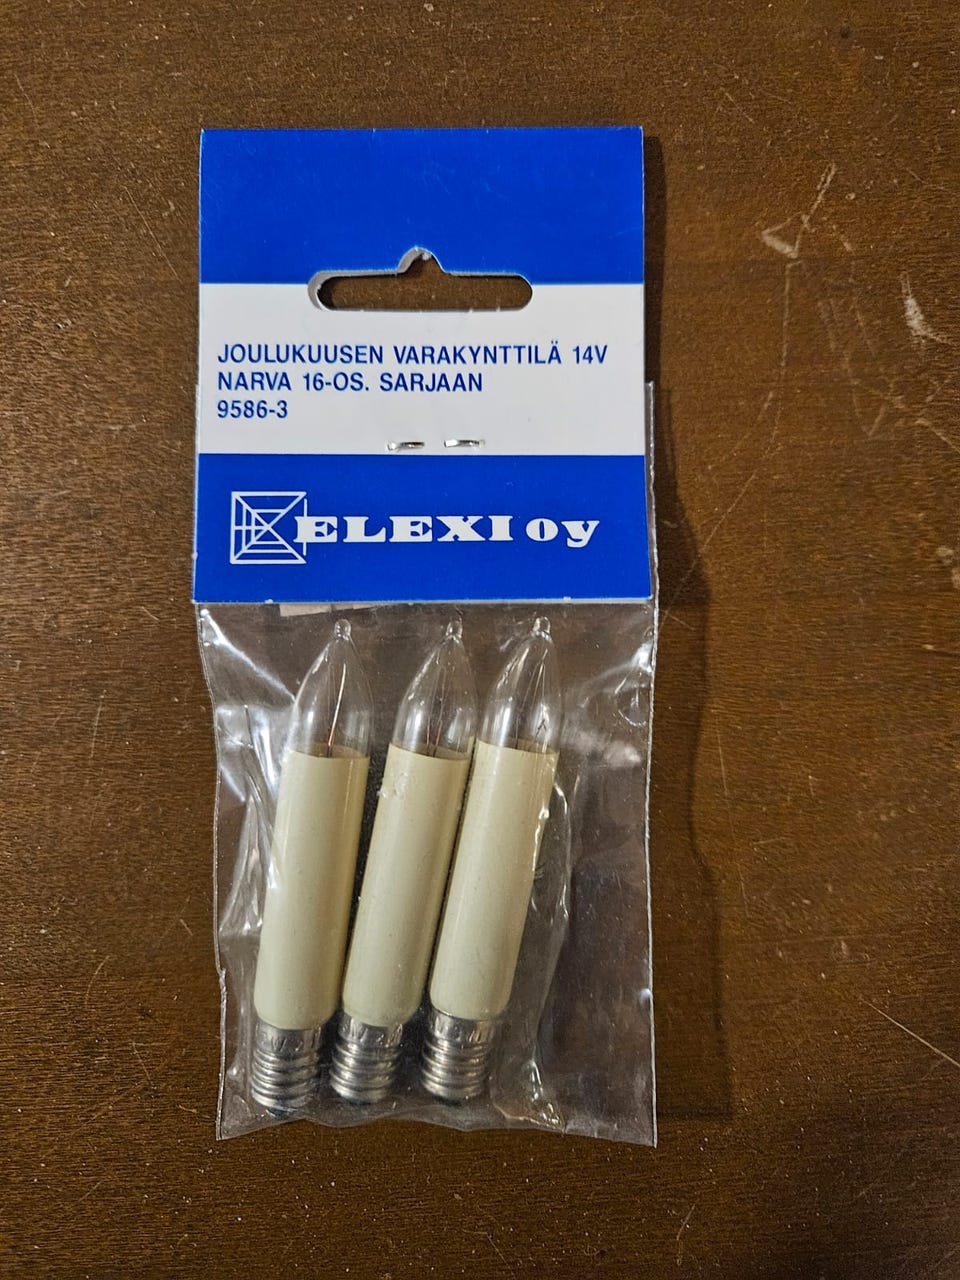 JOULUKUUSEN VARAKYNTTILÄ 14V
NARVA 16-OS. SARJAAN
9586-3
ELEXI oy